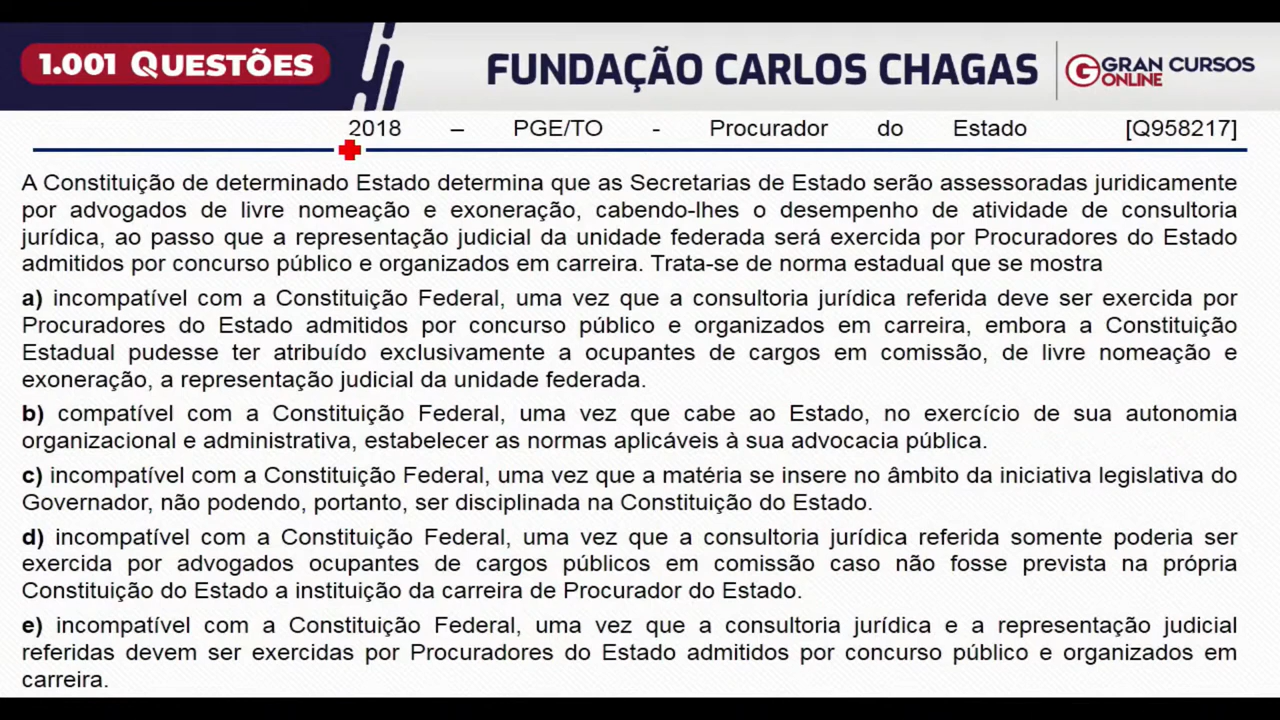 1.001 QUESTÕES
FUNDAÇÃO CARLOS CHAGAS
GRAN CURSOS
ONLINE
2018 – PGE/TO - Procurador do Estado [Q958217]
A Constituição de determinado Estado determina que as Secretarias de Estado serão assessoradas juridicamente
por advogados de livre nomeação e exoneração, cabendo-lhes o desempenho de atividade de consultoria
jurídica, ao passo que a representação judicial da unidade federada será exercida por Procuradores do Estado
admitidos por concurso público e organizados em carreira. Trata-se de norma estadual que se mostra
a) incompatível com a Constituição Federal, uma vez que a consultoria jurídica referida deve ser exercida por
Procuradores do Estado admitidos por concurso público e organizados em carreira, embora a Constituição
Estadual pudesse ter atribuído exclusivamente a ocupantes de cargos em comissão, de livre nomeação e
exoneração, a representação judicial da unidade federada.
b) compatível com a Constituição Federal, uma vez que cabe ao Estado, no exercício de sua autonomia
organizacional e administrativa, estabelecer as normas aplicáveis à sua advocacia pública.
c) incompatível com a Constituição Federal, uma vez que a matéria se insere no âmbito da iniciativa legislativa do
Governador, não podendo, portanto, ser disciplinada na Constituição do Estado.
d) incompatível com a Constituição Federal, uma vez que a consultoria jurídica referida somente poderia ser
exercida por advogados ocupantes de cargos públicos em comissão caso não fosse prevista na própria
Constituição do Estado a instituição da carreira de Procurador do Estado.
e) incompatível com a Constituição Federal, uma vez que a consultoria jurídica e a representação judicial
referidas devem ser exercidas por Procuradores do Estado admitidos por concurso público e organizados em
carreira.